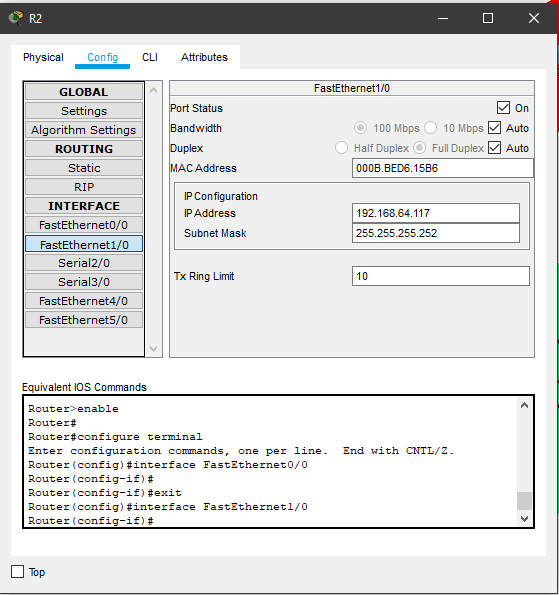 R2
Physical Config CLI Attributes
GLOBAL
Settings
Algorithm Settings
ROUTING
Static
RIP
INTERFACE
FastEthernet0/0
FastEthernet1/0
Serial2/0
Serial3/0
FastEthernet4/0
FastEthernet5/0
FastEthernet1/0
Port Status On
Bandwidth 100 Mbps 10 Mbps Auto
Duplex Half Duplex Full Duplex Auto
MAC Address 000B.BED6.15B6
IP Configuration
IP Address 192.168.64.117
Subnet Mask 255.255.255.252
Tx Ring Limit 10
Equivalent IOS Commands
Router>enable
Router#
Router#configure terminal
Enter configuration commands, one per line. End with CNTL/Z.
Router(config)#interface FastEthernet0/0
Router(config-if)#
Router(config-if)#exit
Router(config)#interface FastEthernet1/0
Router(config-if)#
Top